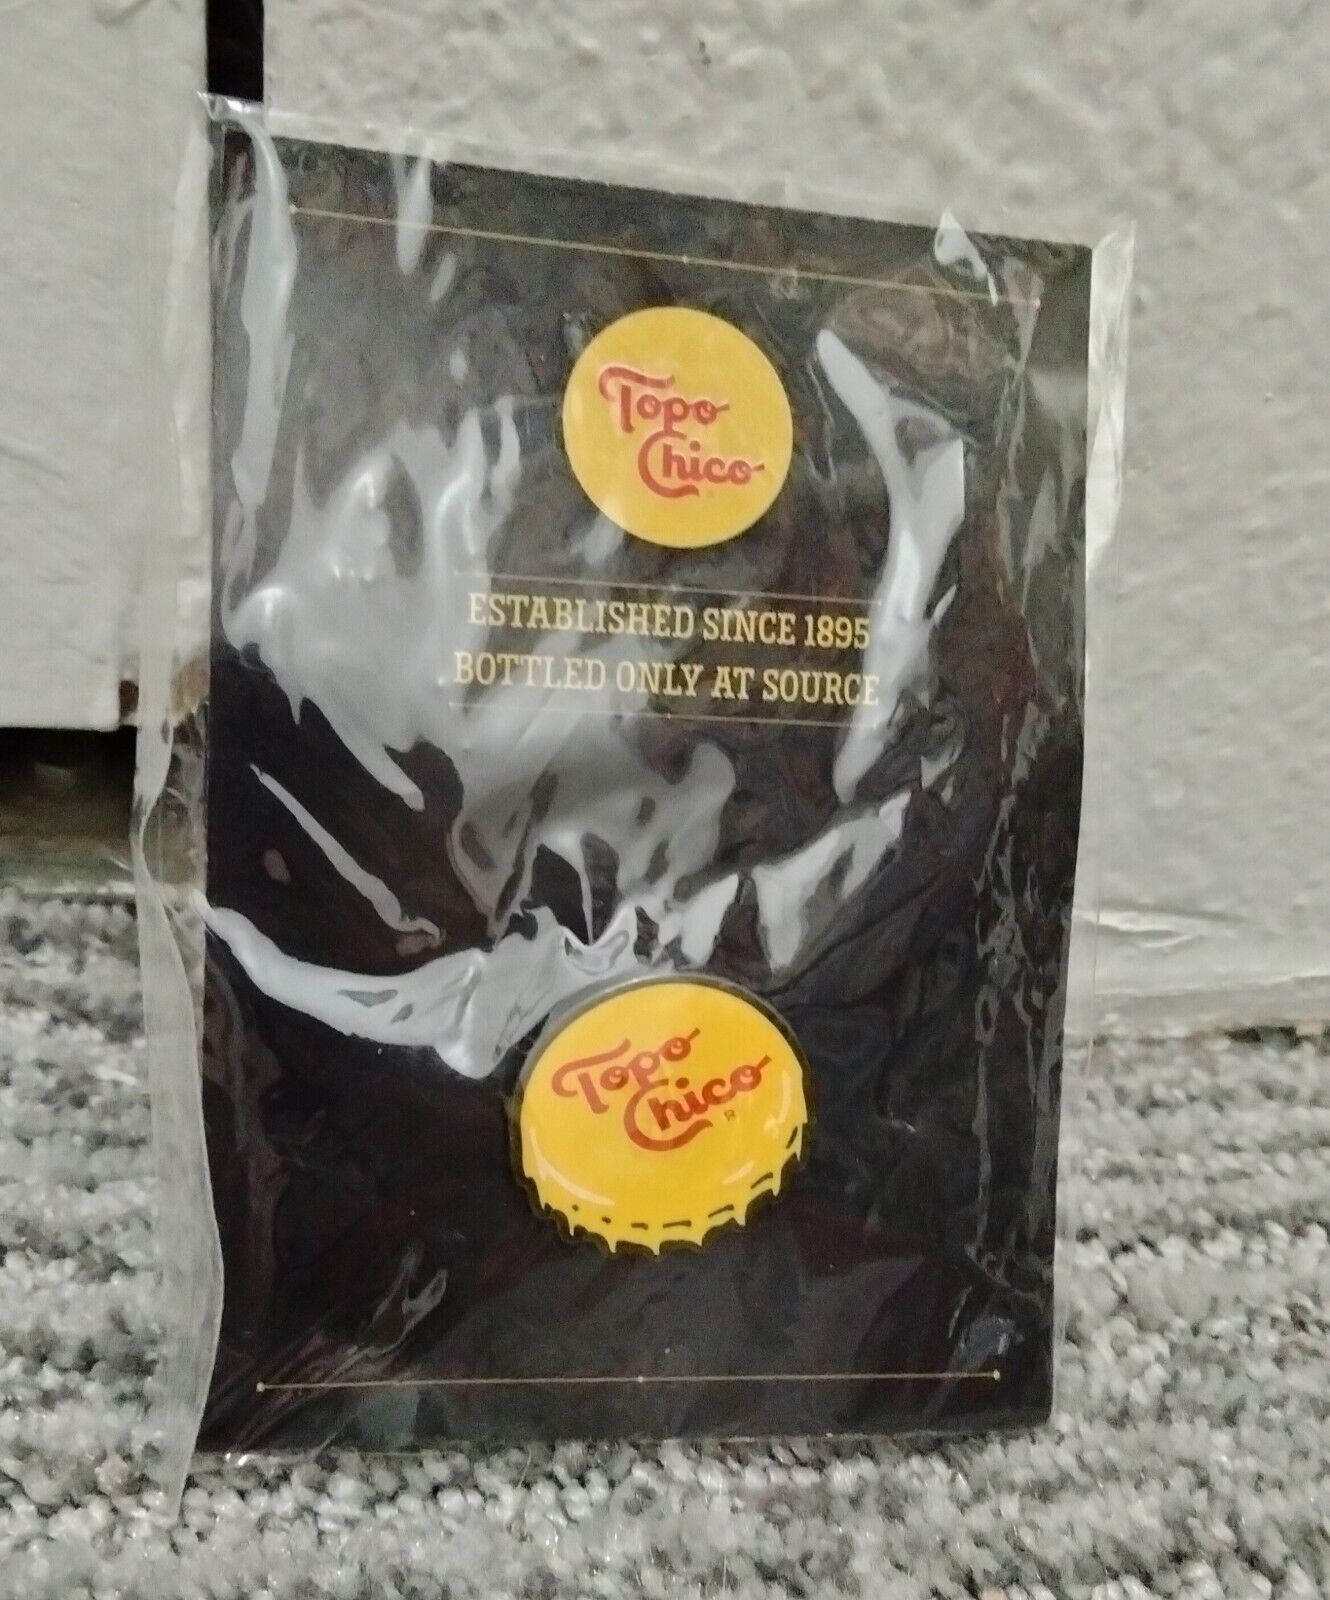 Topo
Chico
ESTABLISHED SINCE 1895
BOTTLED ONLY AT SOURCE
Topo
Chico
R